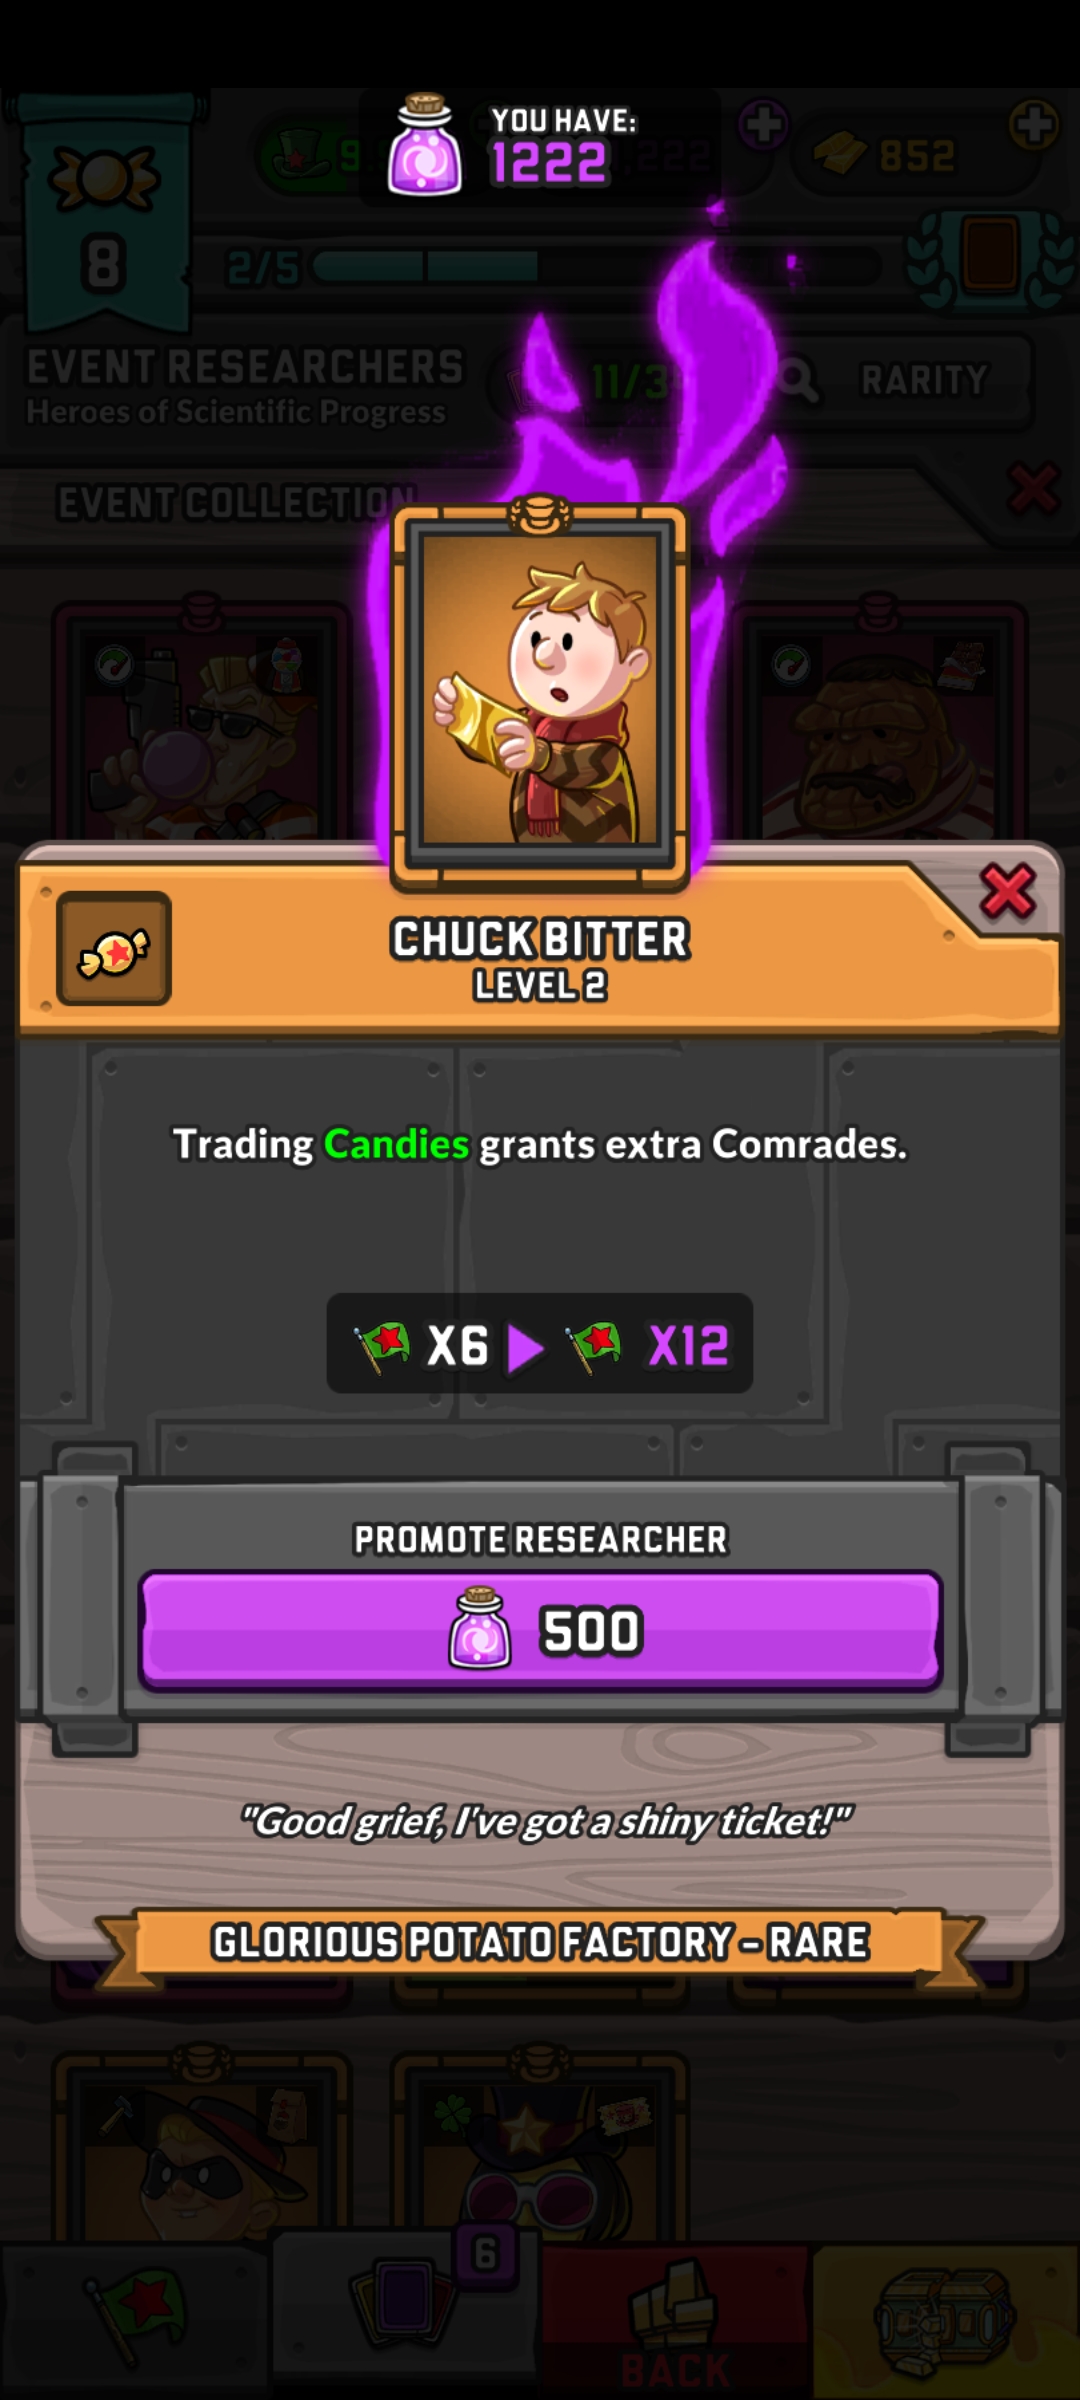 YOU HAVE:
1222
852
8
2/5
EVENT RESEARCHERS
Heroes of Scientific Progress
RARITY
EVENT COLLECTION
CHUCK BITTER
LEVEL 2
Trading Candies grants extra Comrades.
X6 X12
PROMOTE RESEARCHER
500
"Good grief, I've got a shiny ticket!"
GLORIOUS POTATO FACTORY - RARE
6
BACK